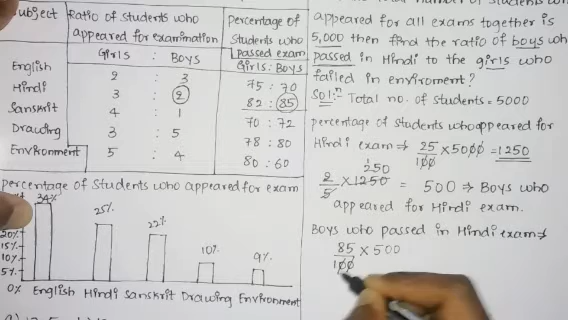 Subject
Ratio of Students who
appeared for examination
Girls : Boys
percentage of
Students who
passed exam
Girls : Boys
English 2 : 3 75 : 70
Hindi 3 : 2 82 : 85
Sanskrit 4 : 1 70 : 72
Drawing 3 : 5 78 : 80
Environment 5 : 4 80 : 60
percentage of Students who appeared for exam
34%
25%
22%
10%
9%
20%
15%
10%
5%
0% English Hindi Sanskrit Drawing Environment
appeared for all exams together is
5,000 then find the ratio of boys wh
passed in Hindi to the girls who
failed in enviroment?
Sol:ⁿ Total no. of students = 5000
percentage of students who appeared for
Hindi exam ⇒ 25/100 × 5000 = 1250
250
2/5 × 1250 = 500 ⇒ Boys who
appeared for Hindi exam.
Boys who passed in Hindi exam ⇒
85/100 × 500